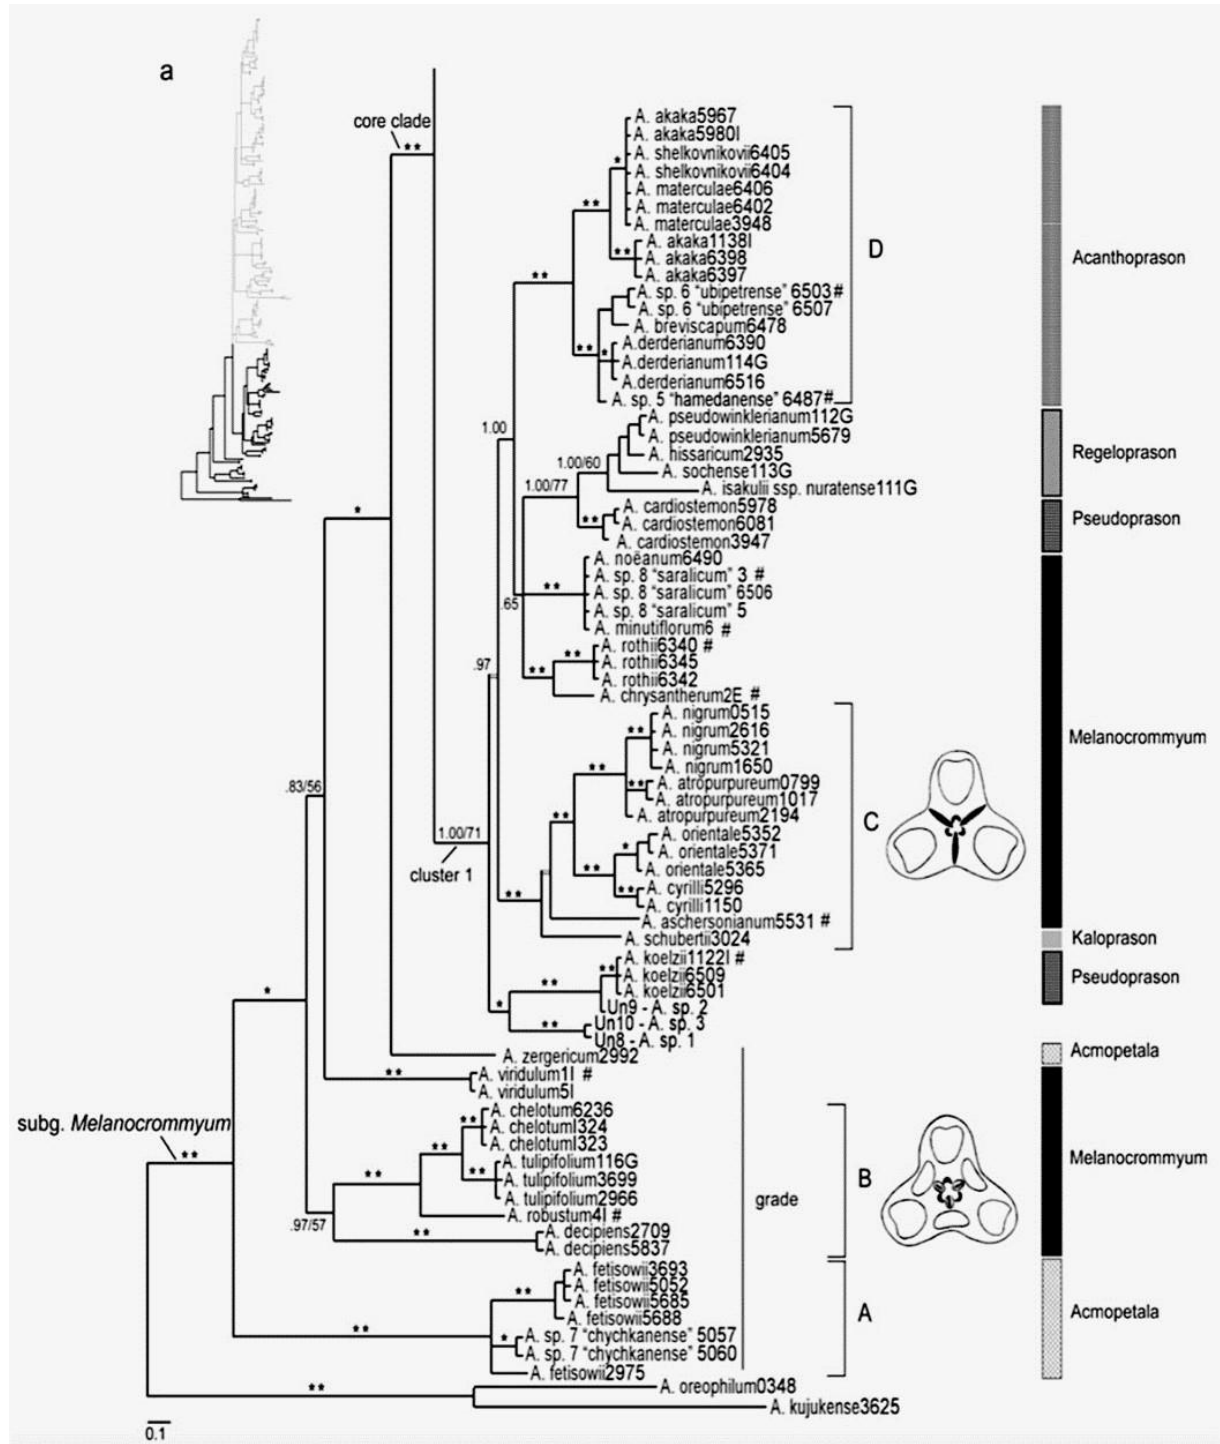 a
core clade
**
A. akaka5967
A. akaka5980I
A. shelkovnikovii6405
*
A. shelkovnikovii6404
A. materculae6406
**
A. materculae6402
A. materculae3948
A. akaka1138I
**
A. akaka6398
D
Acanthoprason
**
A. akaka6397
A. sp. 6 "ubipetrense" 6503#
A. sp. 6 "ubipetrense" 6507
A. breviscapum6478
A.derderianum6390
**
*
A.derderianum114G
A.derderianum6516
A. sp. 5 "hamedanense" 6487#
A. pseudowinklerianum112G
1.00
A. pseudowinklerianum5679
A. hissaricum2935
Regeloprason
1.00/60
A. sochense113G
1.00/77
A. isakulii ssp. nuratense111G
*
A. cardiostemon5978
**
A. cardiostemon6081
Pseudoprason
A. cardiostemon3947
A. noëanum6490
A. sp. 8 "saralicum" 3 #
**
A. sp. 8 "saralicum" 6506
.65
A. sp. 8 "saralicum" 5
A. minutiflorum6 #
A. rothii6340 #
**
A. rothii6345
.97
**
A. rothii6342
A. chrysantherum2E #
A. nigrum0515
**
A. nigrum2616
Melanocrommyum
A. nigrum5321
**
A. nigrum1650
.83/56
**
A. atropurpureum0799
A. atropurpureum1017
**
A. atropurpureum2194
C
1.00/71
A. orientale5352
*
A. orientale5371
cluster 1
**
A. orientale5365
**
A. cyrilli5296
**
A. cyrilli1150
A. aschersonianum5531 #
A. schubertii3024
Kaloprason
A. koelzii1122I #
**
A. koelzii6509
Pseudoprason
**
A. koelzii6501
*
*
Un9 - A. sp. 2
**
Un10 - A. sp. 3
Un8 - A. sp. 1
A. zergericum2992
Acmopetala
**
A. viridulum1I #
A. viridulum5I
A. chelotum6236
subg. Melanocrommyum
**
A. chelotumI324
**
**
A. chelotumI323
A. tulipifolium116G
Melanocrommyum
**
**
A. tulipifolium3699
B
grade
A. tulipifolium2966
.97/57
A. robustum4I #
**
A. decipiens2709
A. decipiens5837
A. fetisowii3693
A. fetisowii5052
**
A. fetisowii5685
A. fetisowii5688
A
Acmopetala
**
*
A. sp. 7 "chychkanense" 5057
A. sp. 7 "chychkanense" 5060
A. fetisowii2975
**
A. oreophilum0348
A. kujukense3625
0.1